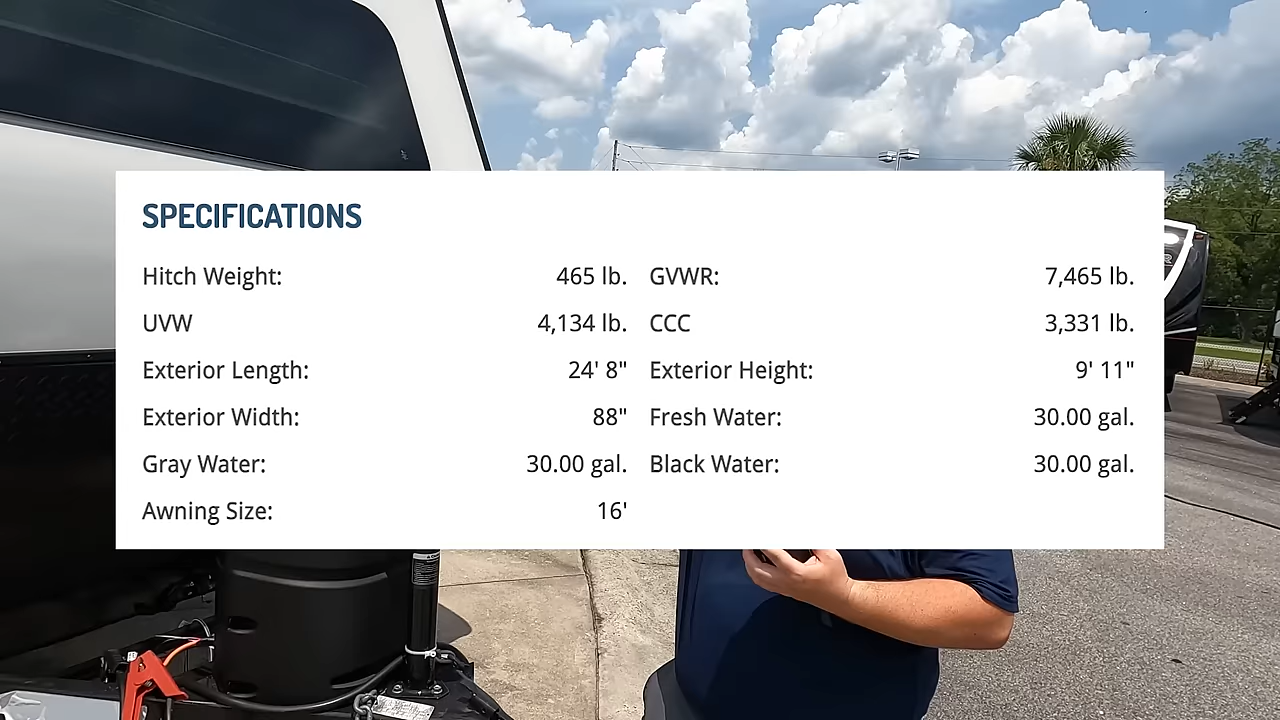 SPECIFICATIONS
Hitch Weight: 465 lb. GVWR: 7,465 lb.
UVW 4,134 lb. CCC 3,331 lb.
Exterior Length: 24' 8" Exterior Height: 9' 11"
Exterior Width: 88" Fresh Water: 30.00 gal.
Gray Water: 30.00 gal. Black Water: 30.00 gal.
Awning Size: 16'